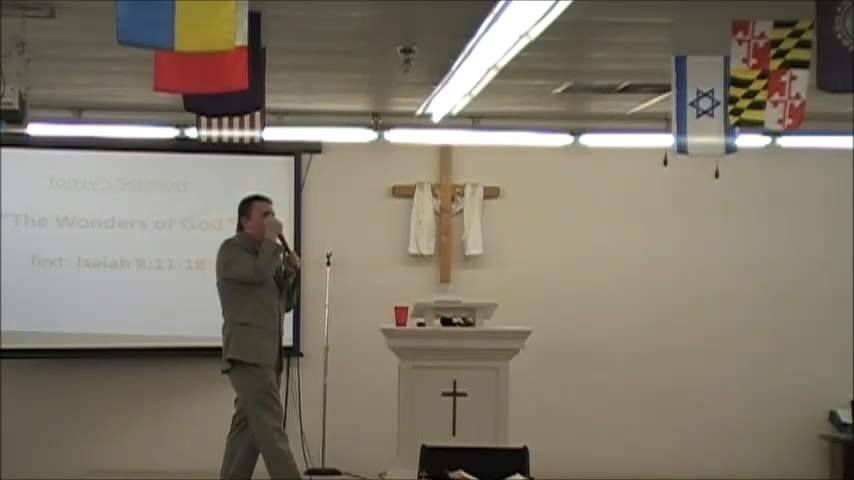 Today's Sermon
"The Wonders of God"
Text: Isaiah 8:11-18